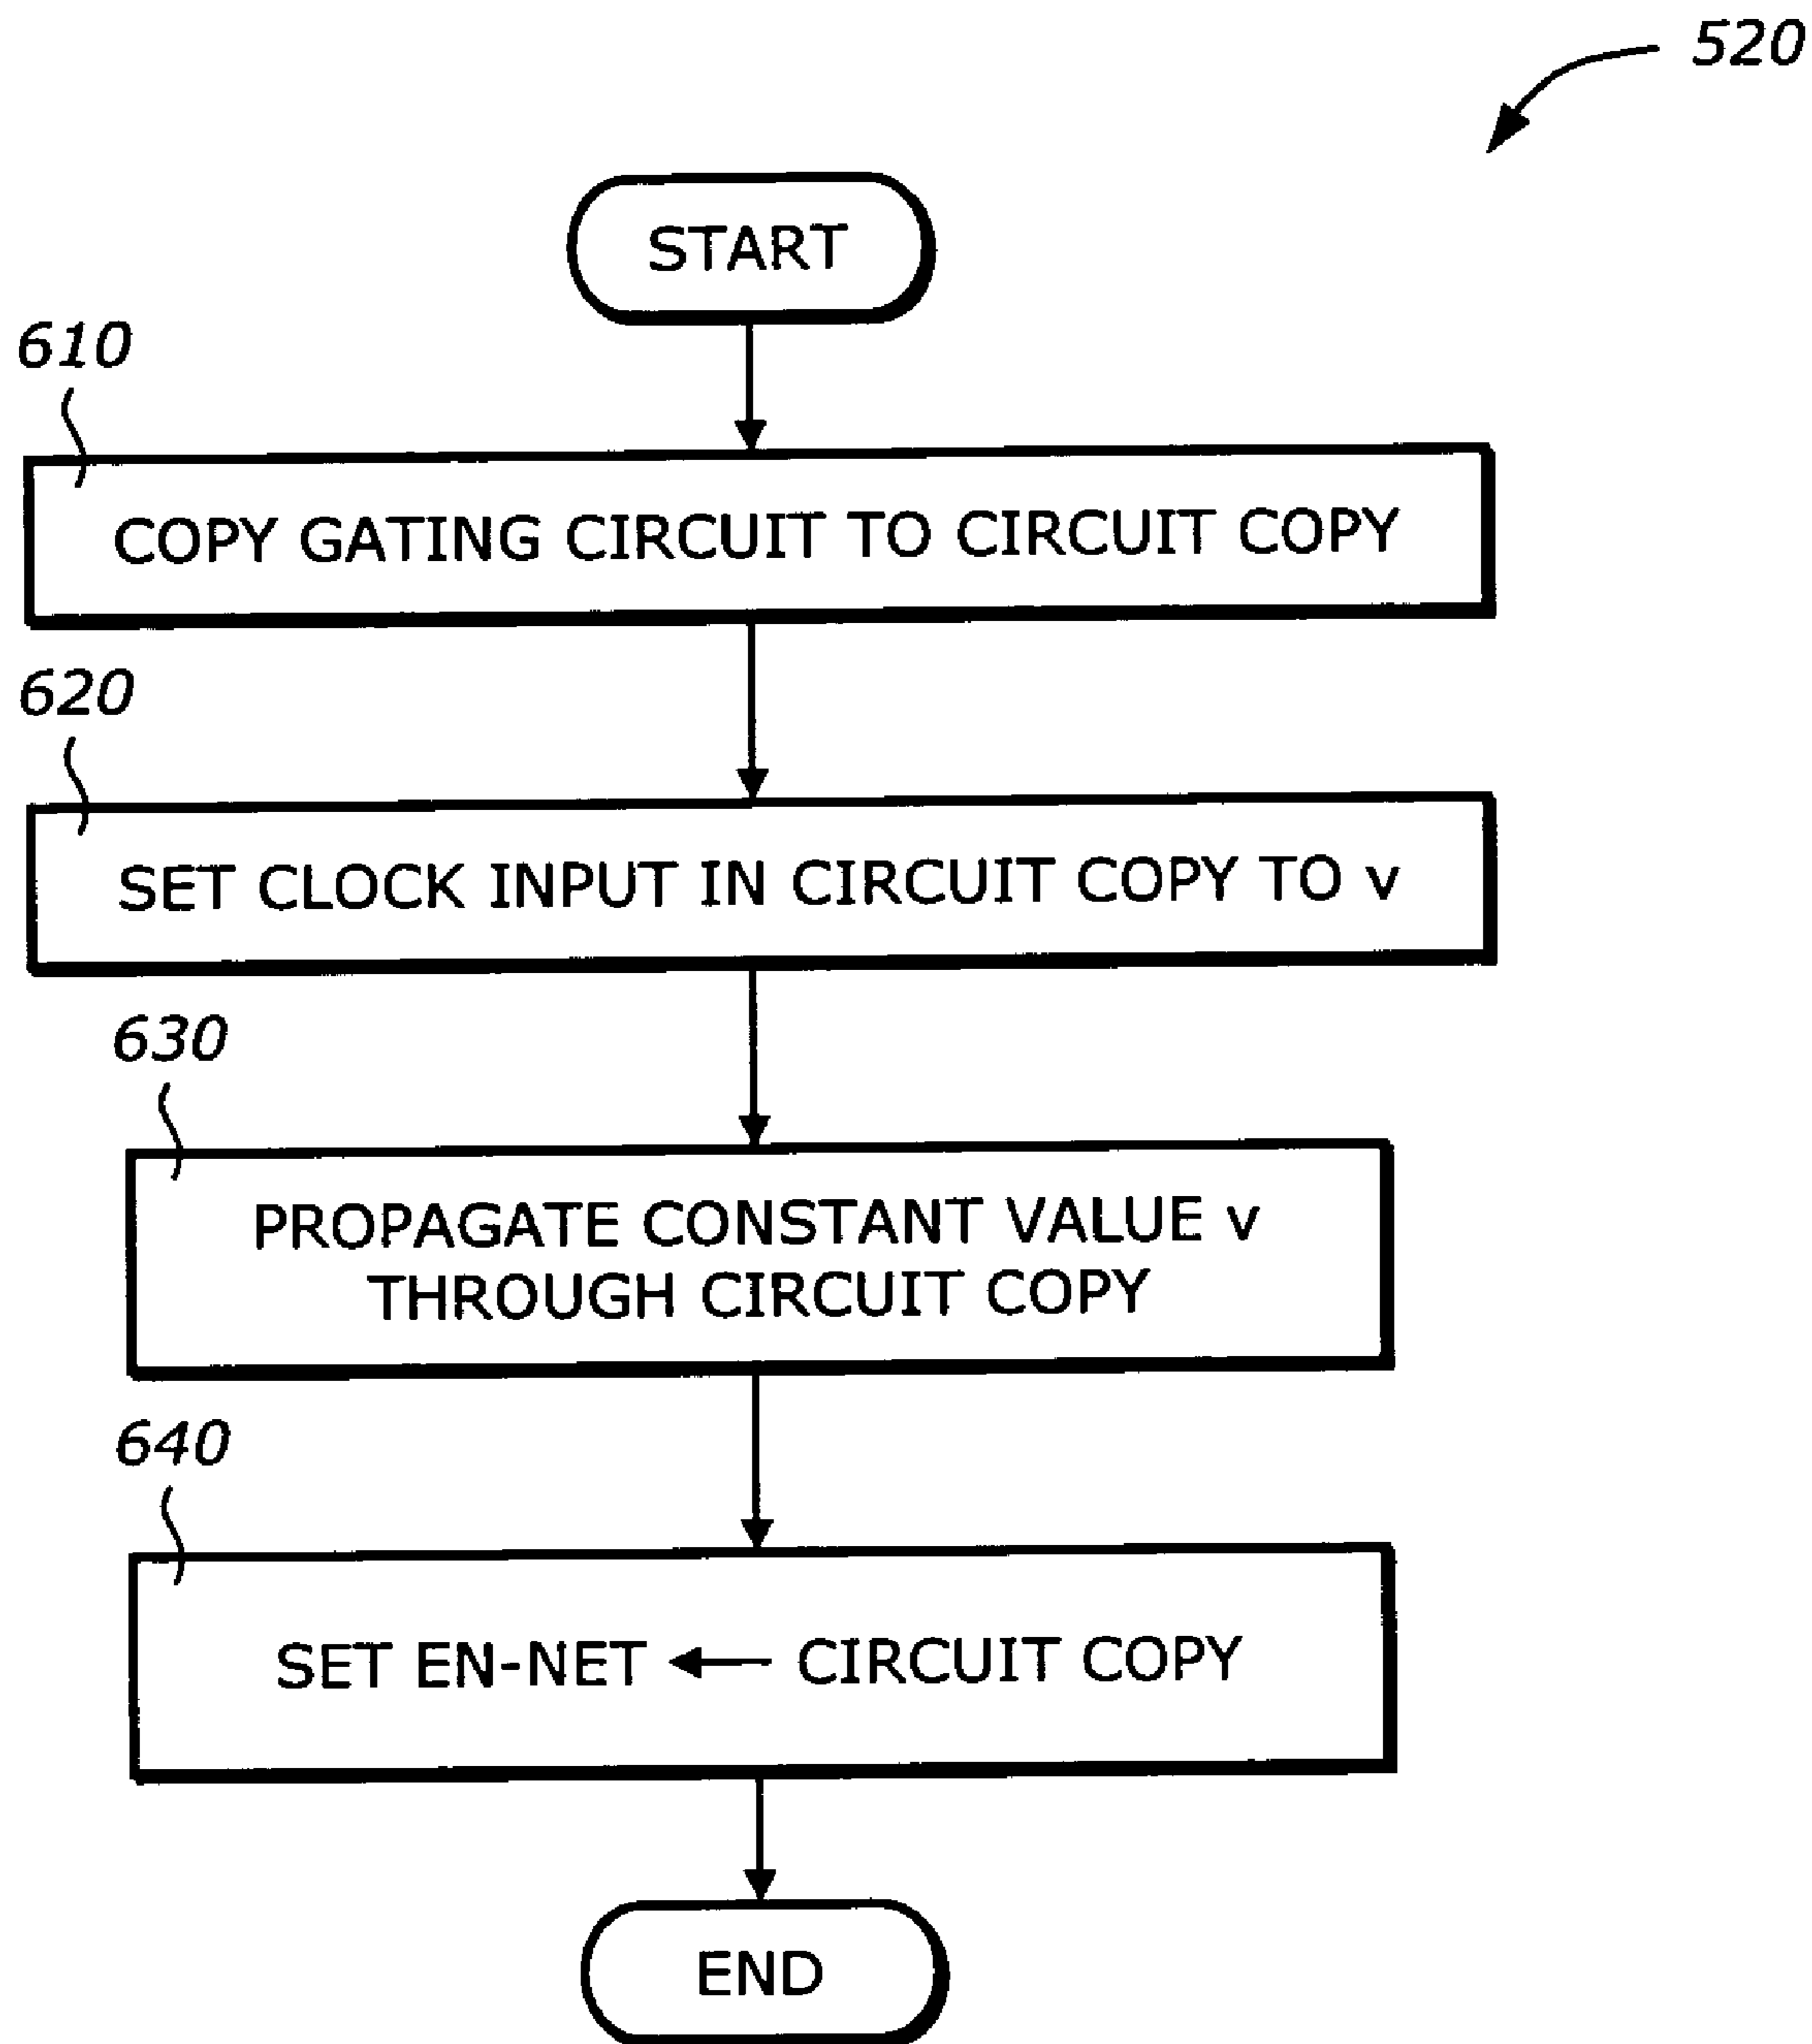 520
START
610
COPY GATING CIRCUIT TO CIRCUIT COPY
620
SET CLOCK INPUT IN CIRCUIT COPY TO v
630
PROPAGATE CONSTANT VALUE v
THROUGH CIRCUIT COPY
640
SET EN-NET ← CIRCUIT COPY
END